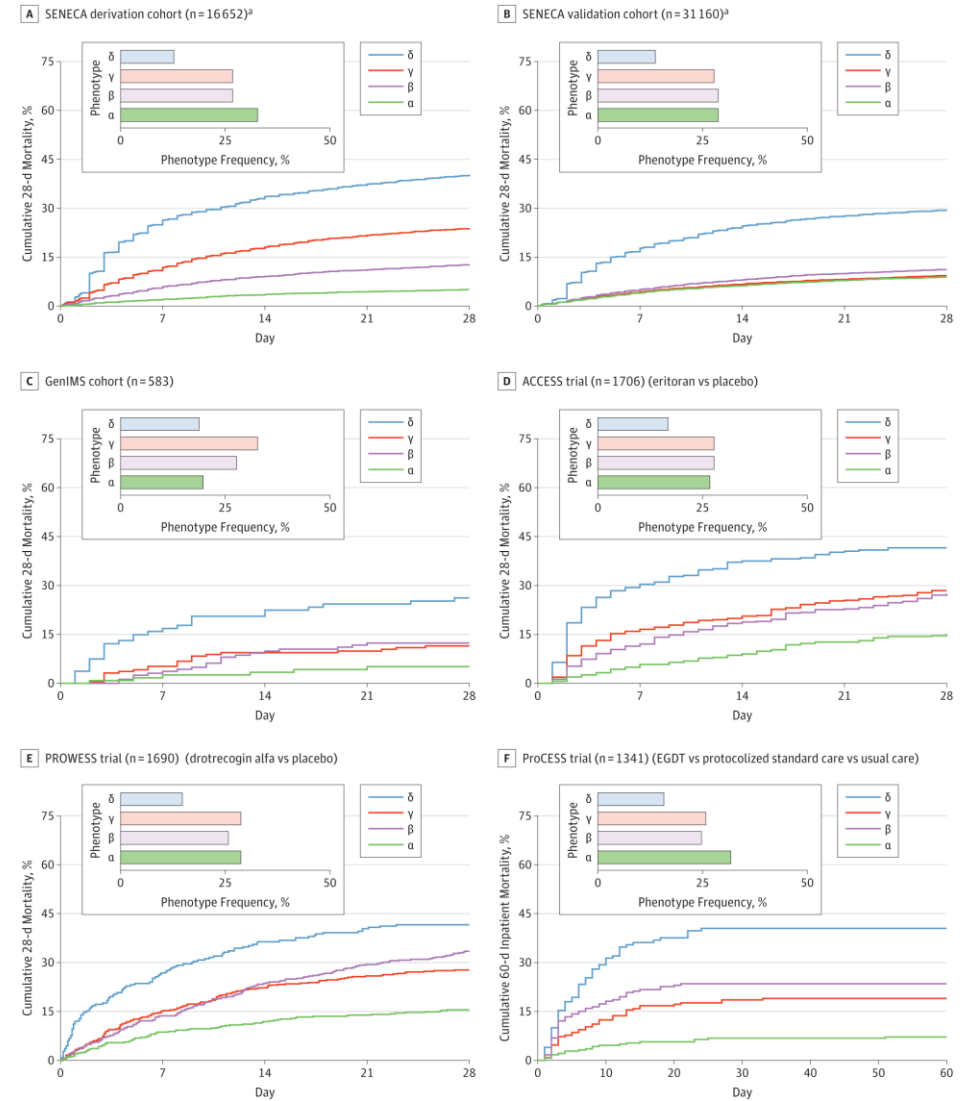 A SENECA derivation cohort (n = 16 652)ª
Cumulative 28-d Mortality, %
75
60
45
30
15
0
0 7 14 21 28
Day
Phenotype
δ
γ
β
α
0 25 50
Phenotype Frequency, %
δ
γ
β
α
B SENECA validation cohort (n = 31 160)ª
Cumulative 28-d Mortality, %
75
60
45
30
15
0
0 7 14 21 28
Day
Phenotype
δ
γ
β
α
0 25 50
Phenotype Frequency, %
δ
γ
β
α
C GenIMS cohort (n = 583)
Cumulative 28-d Mortality, %
75
60
45
30
15
0
0 7 14 21 28
Day
Phenotype
δ
γ
β
α
0 25 50
Phenotype Frequency, %
δ
γ
β
α
D ACCESS trial (n = 1706) (eritoran vs placebo)
Cumulative 28-d Mortality, %
75
60
45
30
15
0
0 7 14 21 28
Day
Phenotype
δ
γ
β
α
0 25 50
Phenotype Frequency, %
δ
γ
β
α
E PROWESS trial (n = 1690) (drotrecogin alfa vs placebo)
Cumulative 28-d Mortality, %
75
60
45
30
15
0
0 7 14 21 28
Day
Phenotype
δ
γ
β
α
0 25 50
Phenotype Frequency, %
δ
γ
β
α
F ProCESS trial (n = 1341) (EGDT vs protocolized standard care vs usual care)
Cumulative 60-d Inpatient Mortality, %
75
60
45
30
15
0
0 10 20 30 40 50 60
Day
Phenotype
δ
γ
β
α
0 25 50
Phenotype Frequency, %
δ
γ
β
α